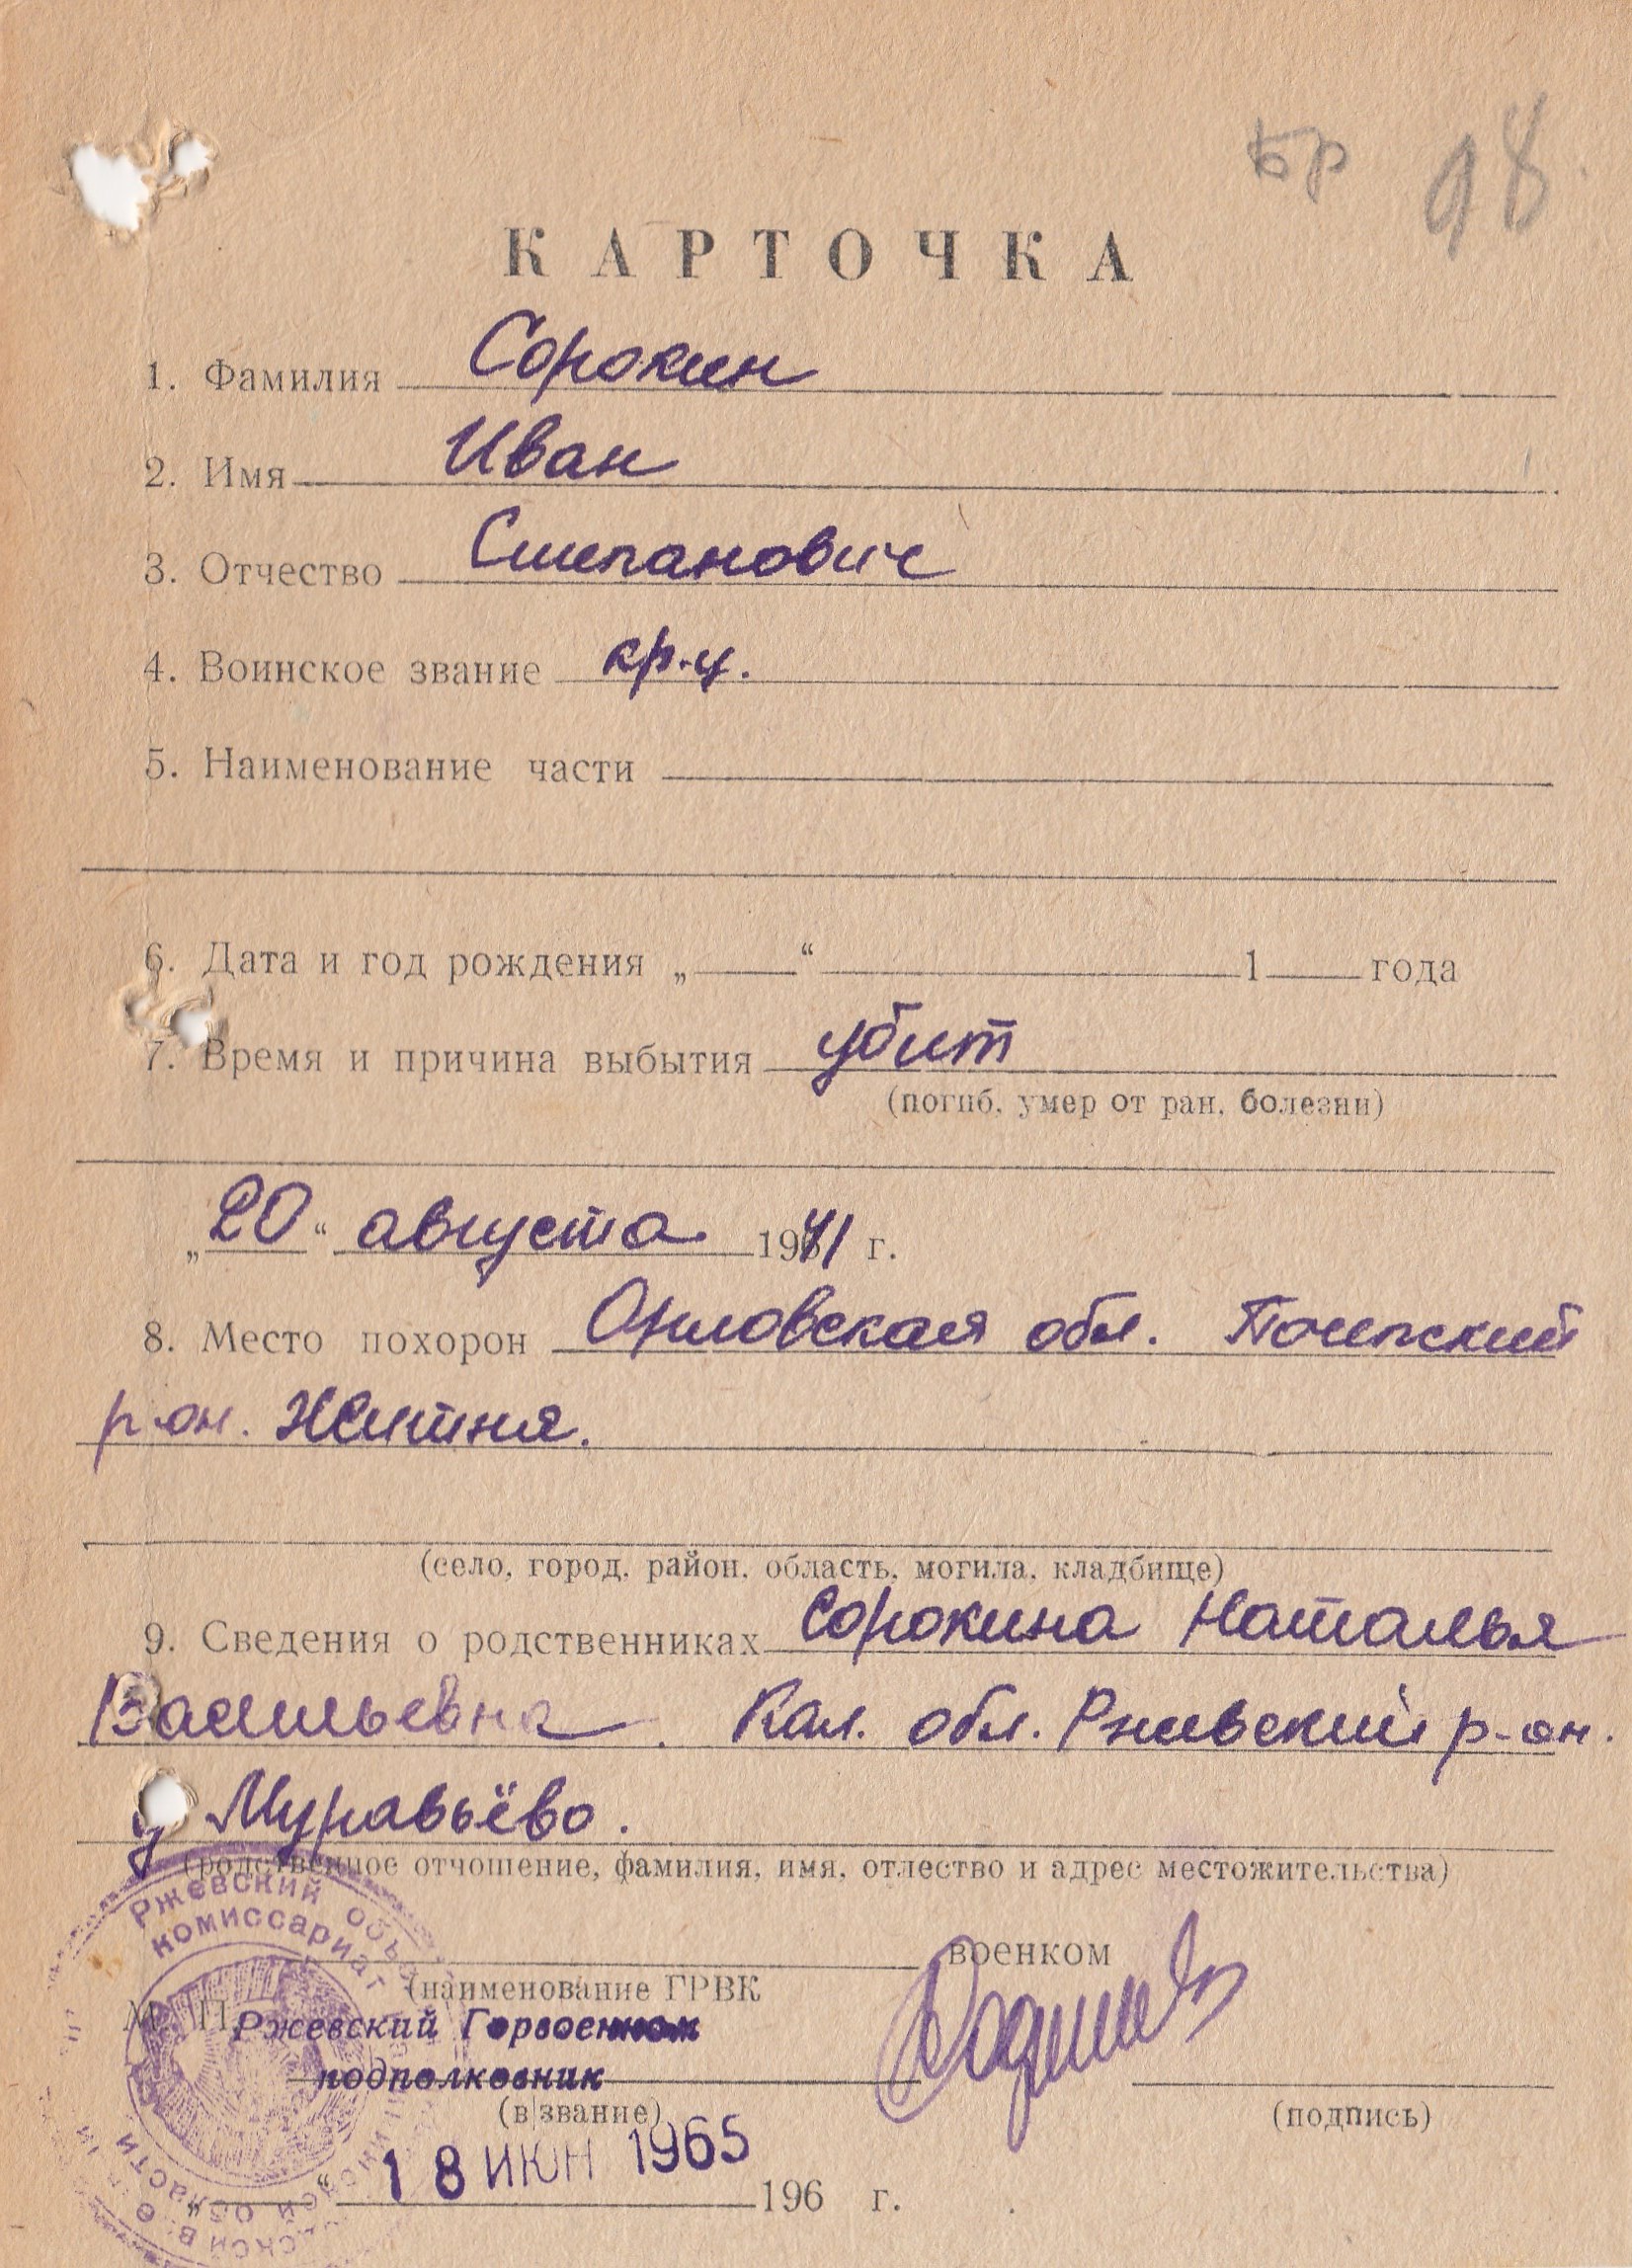 бр 98
КАРТОЧКА
1. Фамилия Сорокин
2. Имя Иван
3. Отчество Степанович
4. Воинское звание кр-ц.
5. Наименование части
6. Дата и год рождения „ “ 1 года
7. Время и причина выбытия убит
(погиб, умер от ран, болезни)
„20“ августа 1941 г.
8. Место похорон Орловская обл. Почепский
р-он. Житня.
(село, город, район, область, могила, кладбище)
9. Сведения о родственниках Сорокина Наталья
Васильевна. Кал. обл. Ржевский р-он.
д Муравьёво.
(родственное отчошение, фамилия, имя, отлество и адрес местожительства)
Ржевский объ
комиссариат
военком
(наименование ГРВК
М. П.
Ржевский Горвоенком
подполковник
(в звание)
(подпись)
18 ИЮН 1965
„ “ 196 г.
области